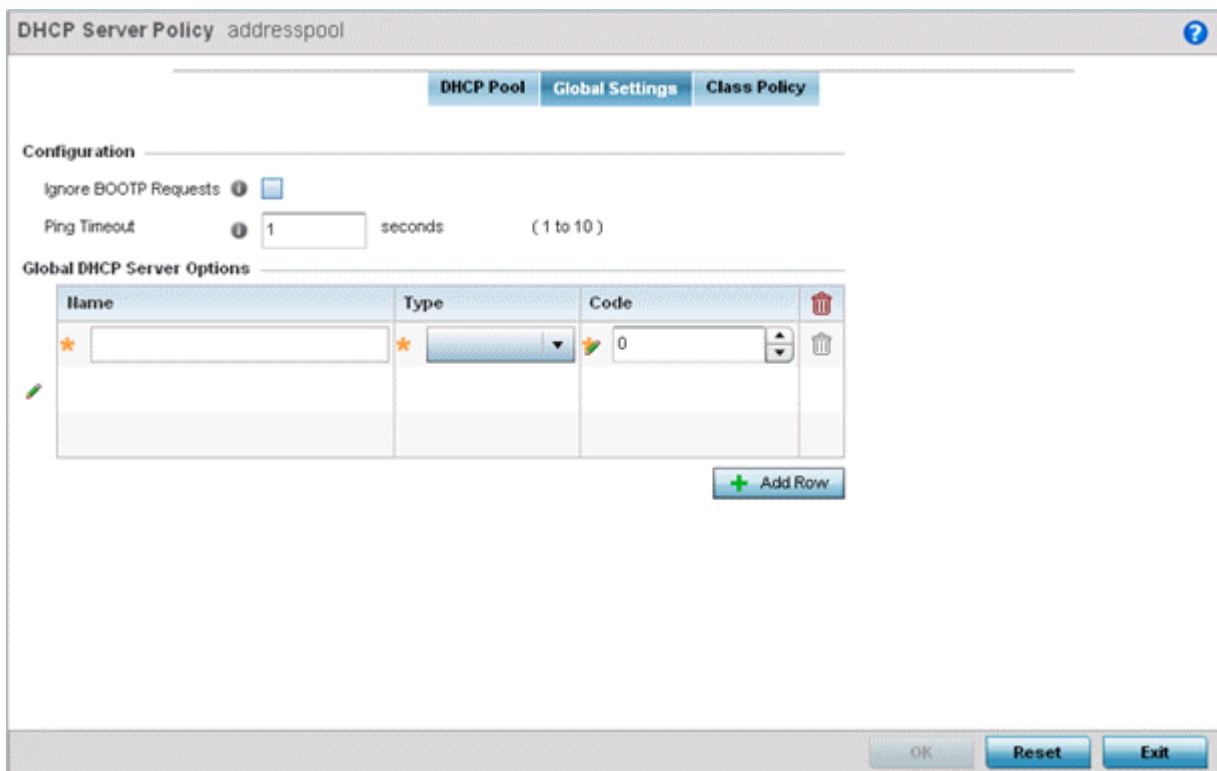 DHCP Server Policy addresspool
DHCP Pool Global Settings Class Policy
Configuration
Ignore BOOTP Requests
Ping Timeout 1 seconds ( 1 to 10 )
Global DHCP Server Options
Name Type Code
0
Add Row
OK Reset Exit